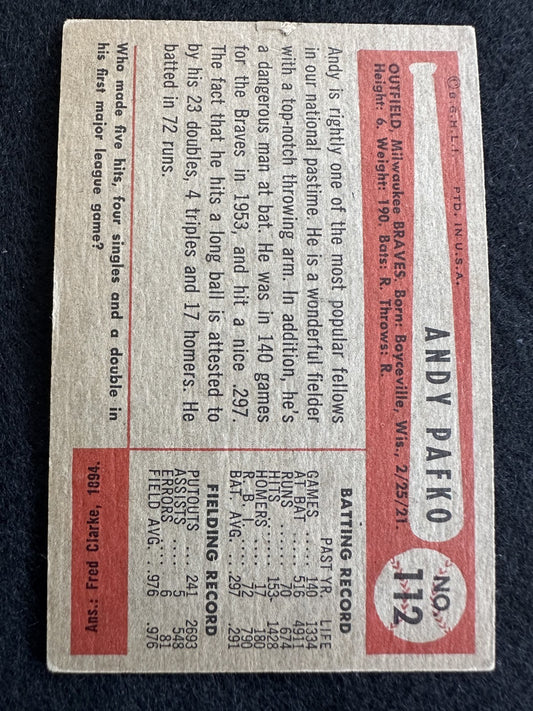 © B.G.H.L.I. PTD. IN U.S.A.
ANDY PAFKO
NO. 112
OUTFIELD, Milwaukee BRAVES. Born: Boyceville, Wis., 2/25/21.
Height: 6. Weight: 190. Bats: R. Throws: R.
Andy is rightly one of the most popular fellows
in our national pastime. He is a wonderful fielder
with a top-notch throwing arm. In addition, he's
a dangerous man at bat. He was in 140 games
for the Braves in 1953, and hit a nice .297.
The fact that he hits a long ball is attested to
by his 23 doubles, 4 triples and 17 homers. He
batted in 72 runs.
BATTING RECORD
PAST YR. LIFE
GAMES 140 1334
AT BAT 516 4911
RUNS 70 674
HITS 153 1428
HOMERS 17 180
R. B. I. 72 790
BAT. AVG. .297 .291
FIELDING RECORD
PUTOUTS 241 2693
ASSISTS 5 548
ERRORS 6 81
FIELD AVG. .976 .976
Who made five hits, four singles and a double in
his first major league game?
Ans.: Fred Clarke, 1894.